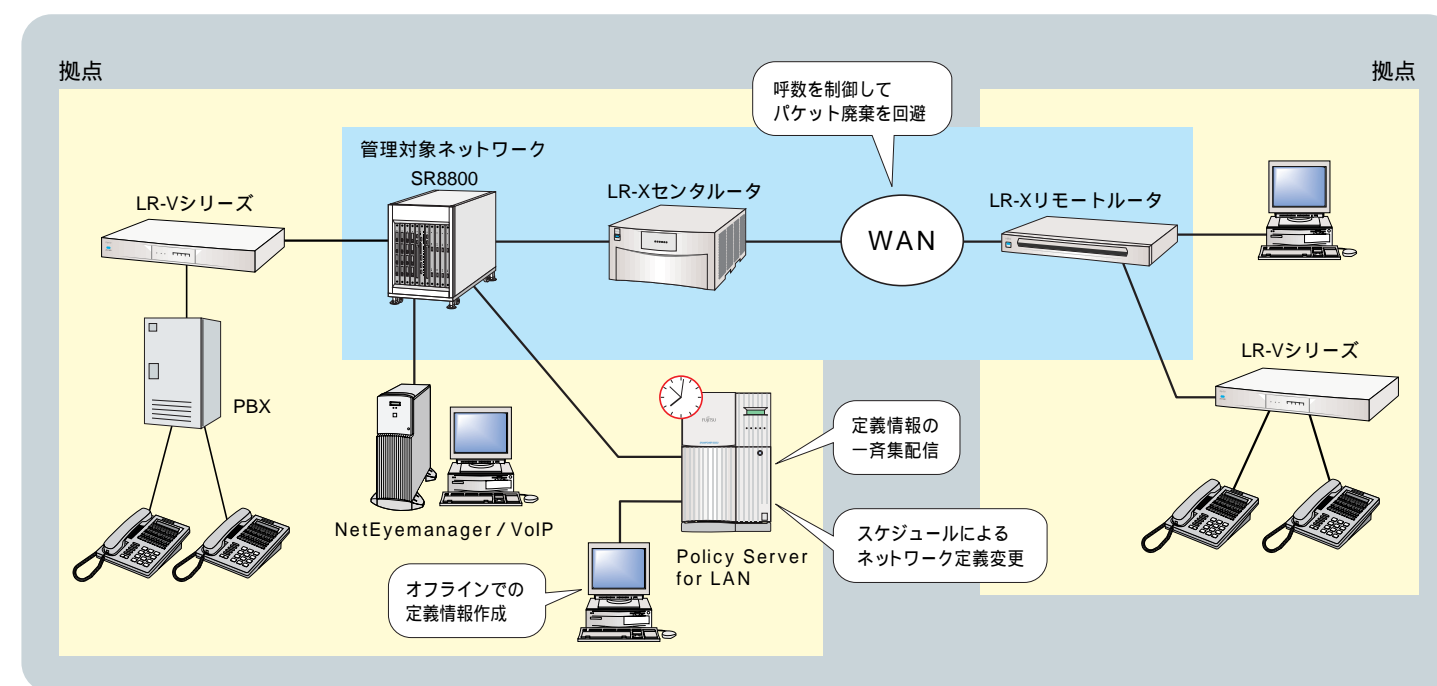 拠点
拠点
呼数を制御して
パケット廃棄を回避
管理対象ネットワーク
SR8800
LR-Vシリーズ
LR-Xセンタルータ
WAN
LR-Xリモートルータ
LR-Vシリーズ
PBX
FUJITSU
定義情報の
一斉集配信
NetEyemanager / VoIP
スケジュールによる
ネットワーク定義変更
Policy Server
for LAN
オフラインでの
定義情報作成